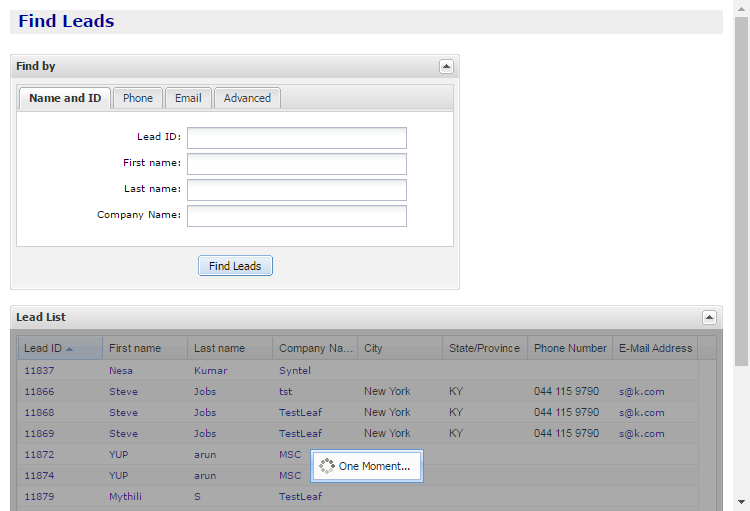 Find Leads
Find by
Name and ID Phone Email Advanced
Lead ID:
First name:
Last name:
Company Name:
Find Leads
Lead List
Lead ID First name Last name Company Na... City State/Province Phone Number E-Mail Address
11837 Nesa Kumar Syntel
11866 Steve Jobs tst New York KY 044 115 9790 s@k.com
11868 Steve Jobs TestLeaf New York KY 044 115 9790 s@k.com
11869 Steve Jobs TestLeaf New York KY 044 115 9790 s@k.com
11872 YUP arun MSC
One Moment...
11874 YUP arun MSC
11879 Mythili S TestLeaf